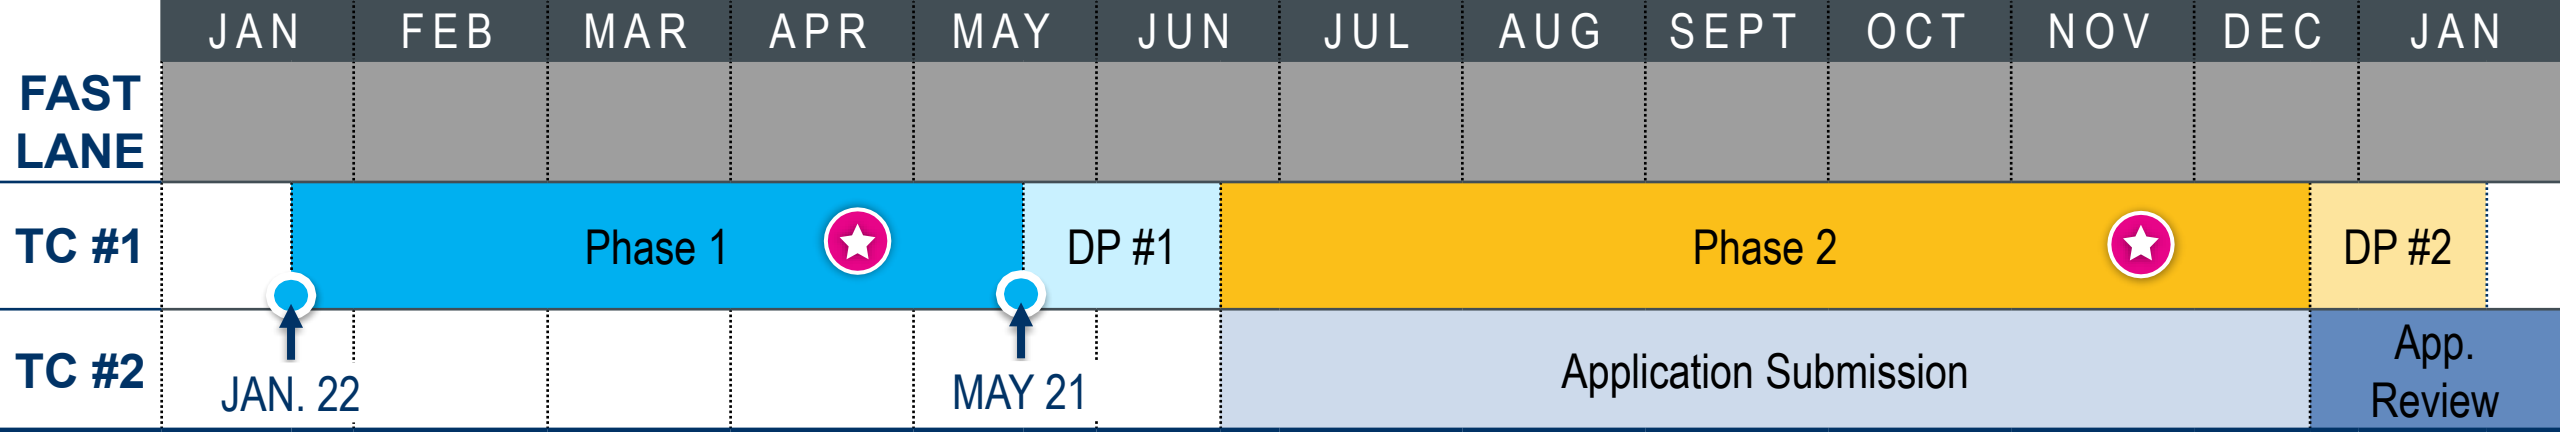 JAN FEB MAR APR MAY JUN JUL AUG SEPT OCT NOV DEC JAN
FAST
LANE
TC #1 Phase 1 DP #1 Phase 2 DP #2
TC #2 JAN. 22 MAY 21 Application Submission App.
Review